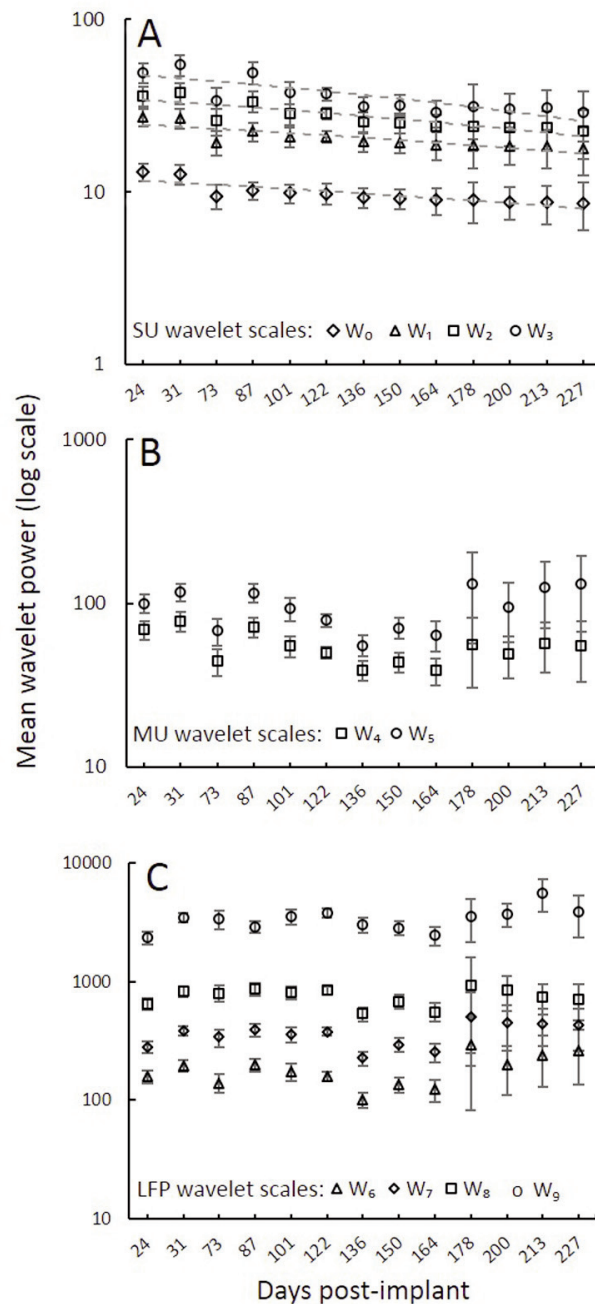 Mean wavelet power (log scale)
A
100
10
1
SU wavelet scales: W₀ W₁ W₂ W₃
24 31 73 87 101 122 136 150 164 178 200 213 227
B
1000
100
10
MU wavelet scales: W₄ W₅
24 31 73 87 101 122 136 150 164 178 200 213 227
C
10000
1000
100
10
LFP wavelet scales: W₆ W₇ W₈ W₉
24 31 73 87 101 122 136 150 164 178 200 213 227
Days post-implant